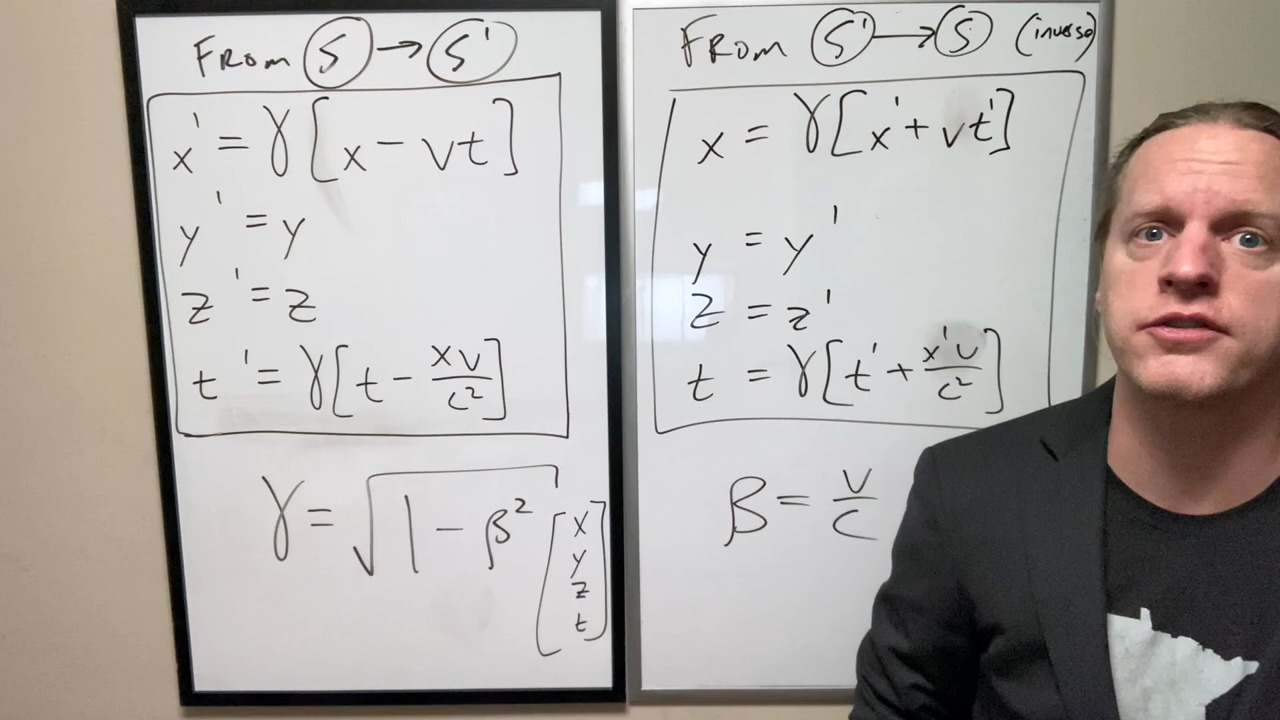 From S → S'
x' = γ[x - vt]
y' = y
z' = z
t' = γ[t - xv/c²]
γ = √1 - β²
[x
y
z
t]
From S' → S (inverse)
x = γ[x' + vt']
y = y'
z = z'
t = γ[t' + x'v/c²]
β = v/c